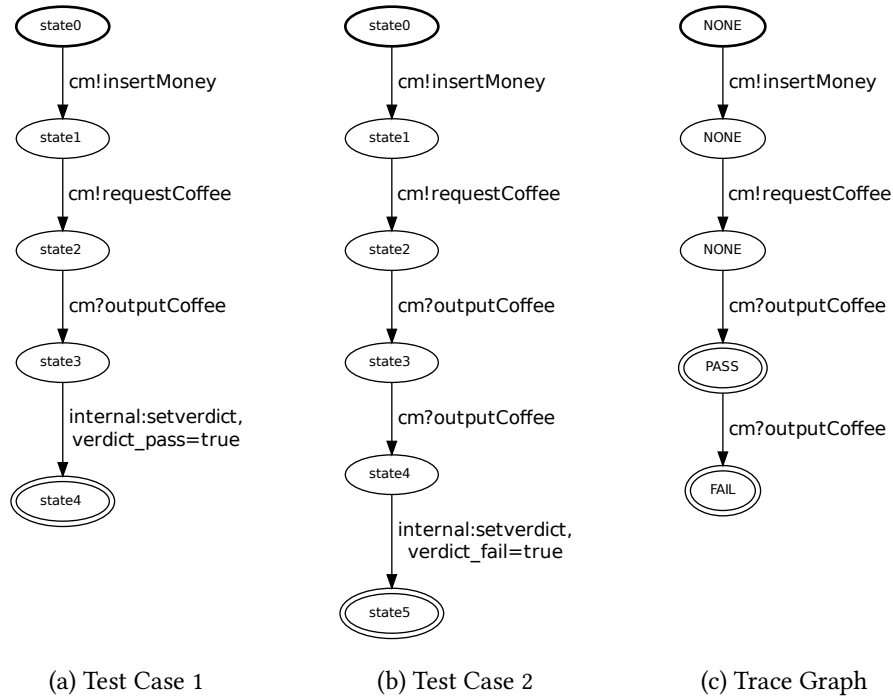 state0
cm!insertMoney
state1
cm!requestCoffee
state2
cm?outputCoffee
state3
internal:setverdict,
verdict_pass=true
state4
(a) Test Case 1
state0
cm!insertMoney
state1
cm!requestCoffee
state2
cm?outputCoffee
state3
cm?outputCoffee
state4
internal:setverdict,
verdict_fail=true
state5
(b) Test Case 2
NONE
cm!insertMoney
NONE
cm!requestCoffee
NONE
cm?outputCoffee
PASS
cm?outputCoffee
FAIL
(c) Trace Graph